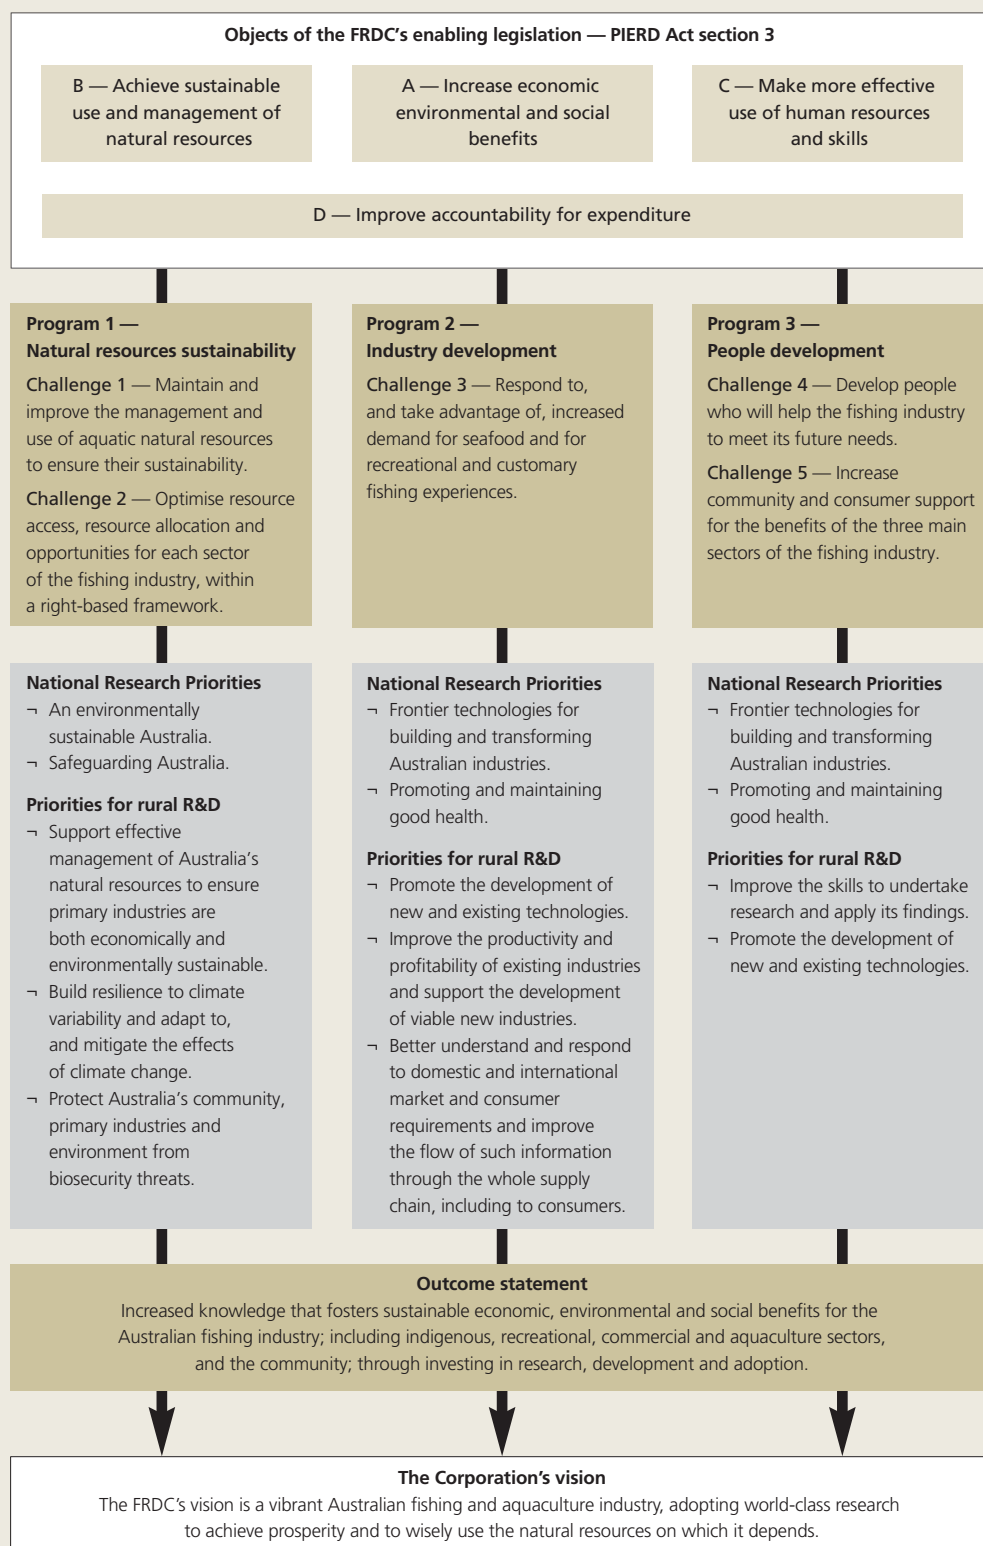 Objects of the FRDC’s enabling legislation — PIERD Act section 3
B — Achieve sustainable
use and management of
natural resources
A — Increase economic
environmental and social
benefits
C — Make more effective
use of human resources
and skills
D — Improve accountability for expenditure
Program 1 —
Natural resources sustainability
Challenge 1 — Maintain and
improve the management and
use of aquatic natural resources
to ensure their sustainability.
Challenge 2 — Optimise resource
access, resource allocation and
opportunities for each sector
of the fishing industry, within
a right-based framework.
Program 2 —
Industry development
Challenge 3 — Respond to,
and take advantage of, increased
demand for seafood and for
recreational and customary
fishing experiences.
Program 3 —
People development
Challenge 4 — Develop people
who will help the fishing industry
to meet its future needs.
Challenge 5 — Increase
community and consumer support
for the benefits of the three main
sectors of the fishing industry.
National Research Priorities
¬ An environmentally
sustainable Australia.
¬ Safeguarding Australia.
Priorities for rural R&D
¬ Support effective
management of Australia’s
natural resources to ensure
primary industries are
both economically and
environmentally sustainable.
¬ Build resilience to climate
variability and adapt to,
and mitigate the effects
of climate change.
¬ Protect Australia’s community,
primary industries and
environment from
biosecurity threats.
National Research Priorities
¬ Frontier technologies for
building and transforming
Australian industries.
¬ Promoting and maintaining
good health.
Priorities for rural R&D
¬ Promote the development of
new and existing technologies.
¬ Improve the productivity and
profitability of existing industries
and support the development
of viable new industries.
¬ Better understand and respond
to domestic and international
market and consumer
requirements and improve
the flow of such information
through the whole supply
chain, including to consumers.
National Research Priorities
¬ Frontier technologies for
building and transforming
Australian industries.
¬ Promoting and maintaining
good health.
Priorities for rural R&D
¬ Improve the skills to undertake
research and apply its findings.
¬ Promote the development of
new and existing technologies.
Outcome statement
Increased knowledge that fosters sustainable economic, environmental and social benefits for the
Australian fishing industry; including indigenous, recreational, commercial and aquaculture sectors,
and the community; through investing in research, development and adoption.
The Corporation’s vision
The FRDC’s vision is a vibrant Australian fishing and aquaculture industry, adopting world-class research
to achieve prosperity and to wisely use the natural resources on which it depends.